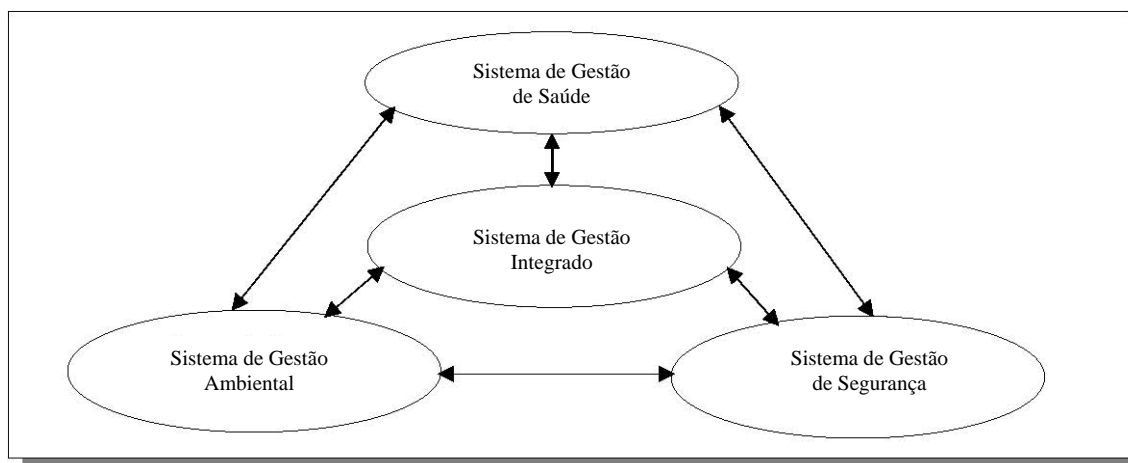 Sistema de Gestão
de Saúde
Sistema de Gestão
Integrado
Sistema de Gestão
Ambiental
Sistema de Gestão
de Segurança